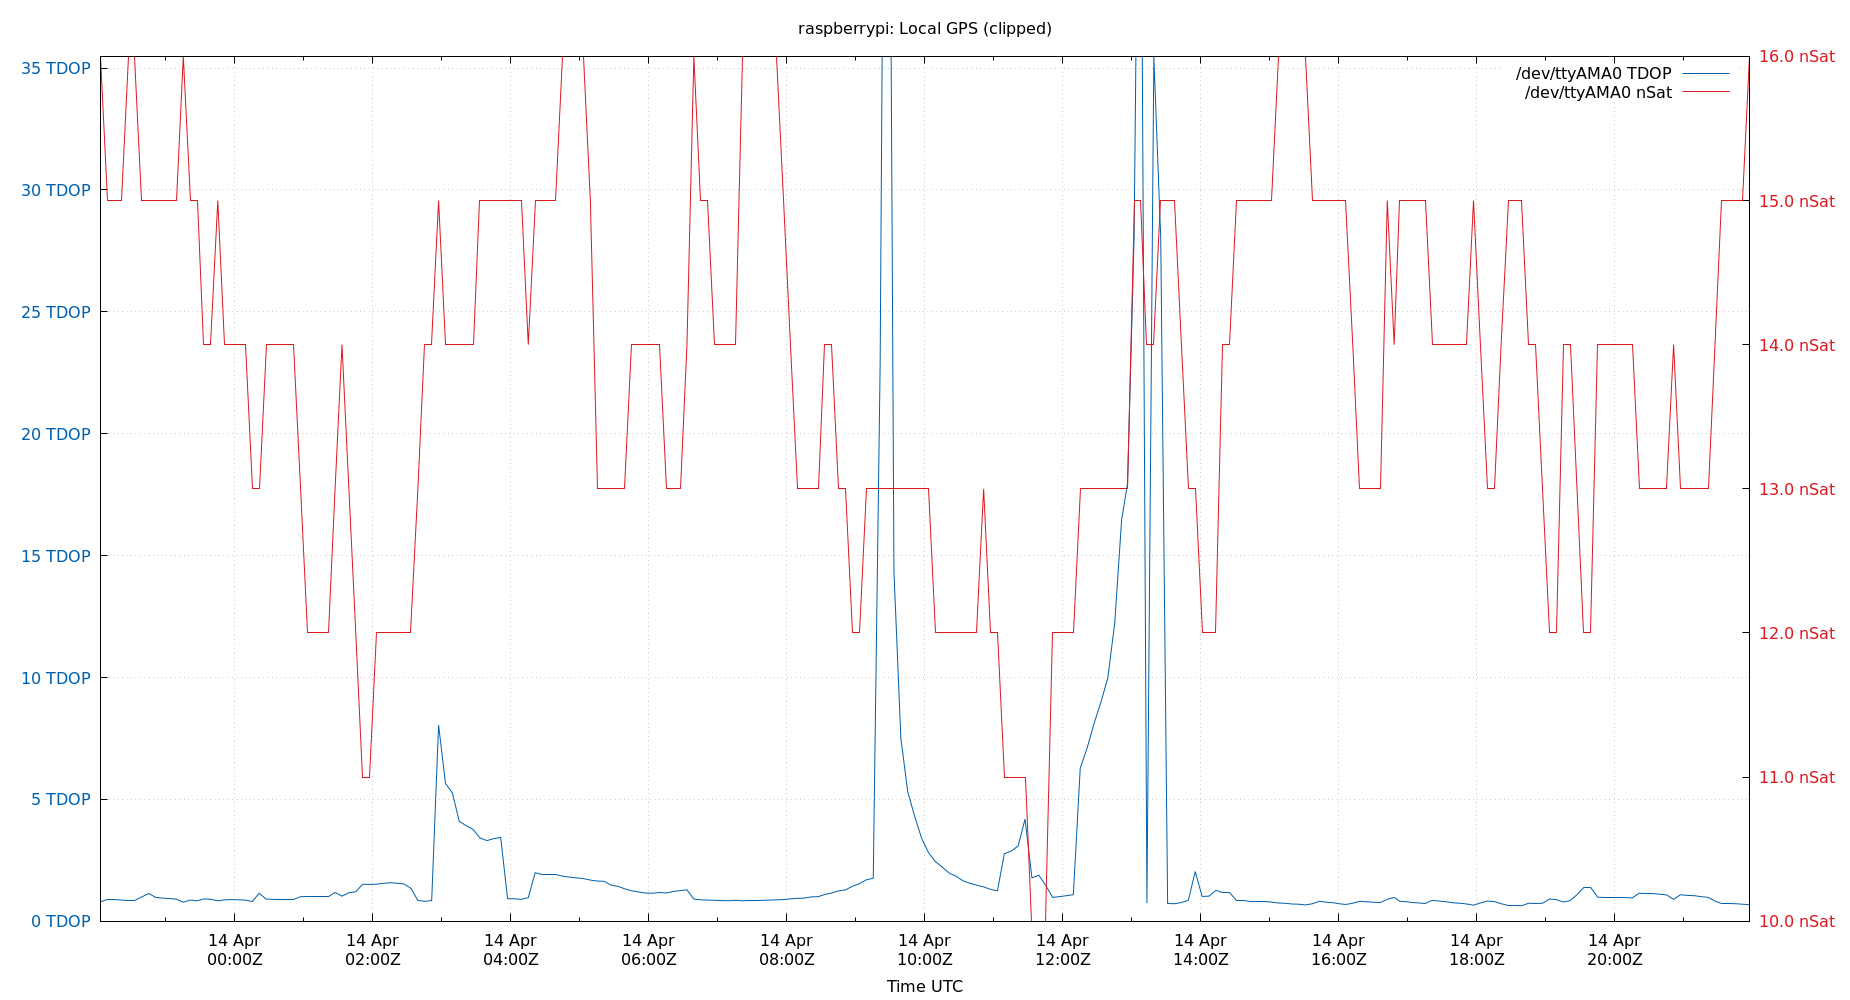 raspberrypi: Local GPS (clipped)
35 TDOP
30 TDOP
25 TDOP
20 TDOP
15 TDOP
10 TDOP
5 TDOP
0 TDOP
16.0 nSat
15.0 nSat
14.0 nSat
13.0 nSat
12.0 nSat
11.0 nSat
10.0 nSat
/dev/ttyAMA0 TDOP
/dev/ttyAMA0 nSat
14 Apr
00:00Z
14 Apr
02:00Z
14 Apr
04:00Z
14 Apr
06:00Z
14 Apr
08:00Z
14 Apr
10:00Z
14 Apr
12:00Z
14 Apr
14:00Z
14 Apr
16:00Z
14 Apr
18:00Z
14 Apr
20:00Z
Time UTC